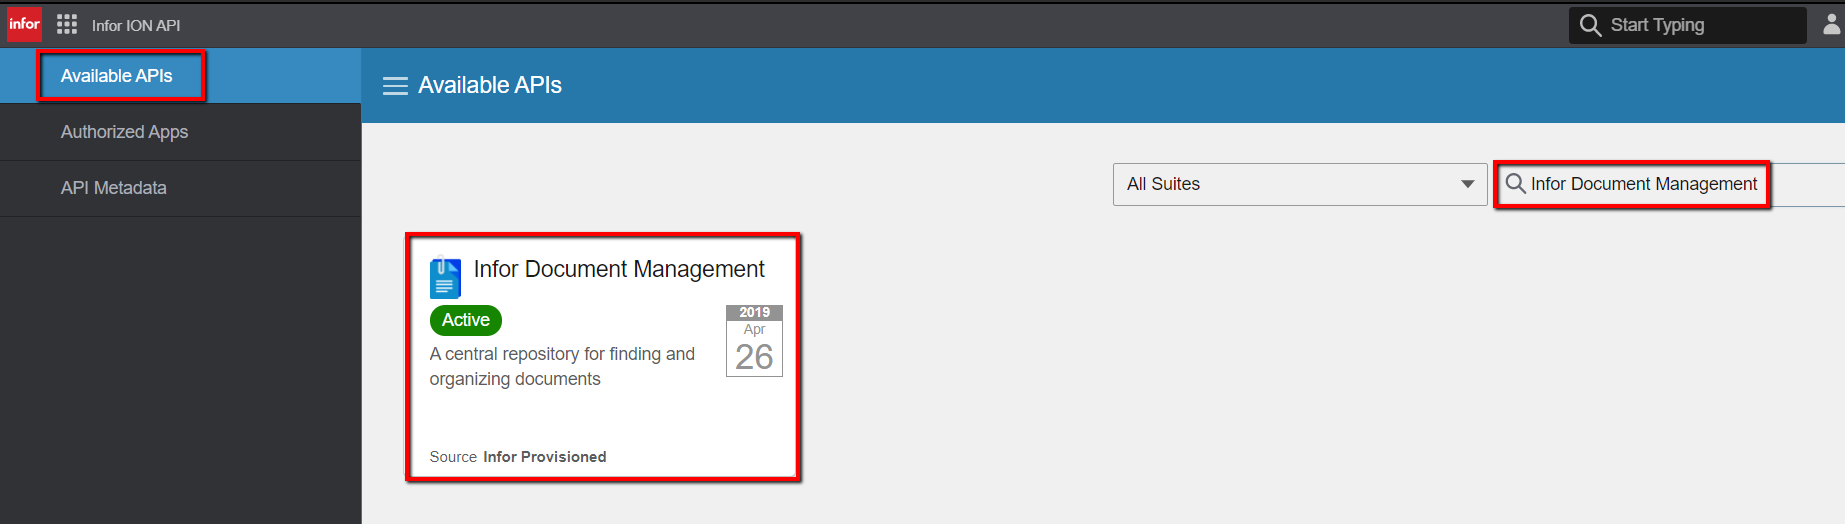 infor
Infor ION API
Start Typing
Available APIs
Authorized Apps
API Metadata
Available APIs
All Suites
Infor Document Management
Infor Document Management
Active
2019
Apr
26
A central repository for finding and
organizing documents
Source Infor Provisioned